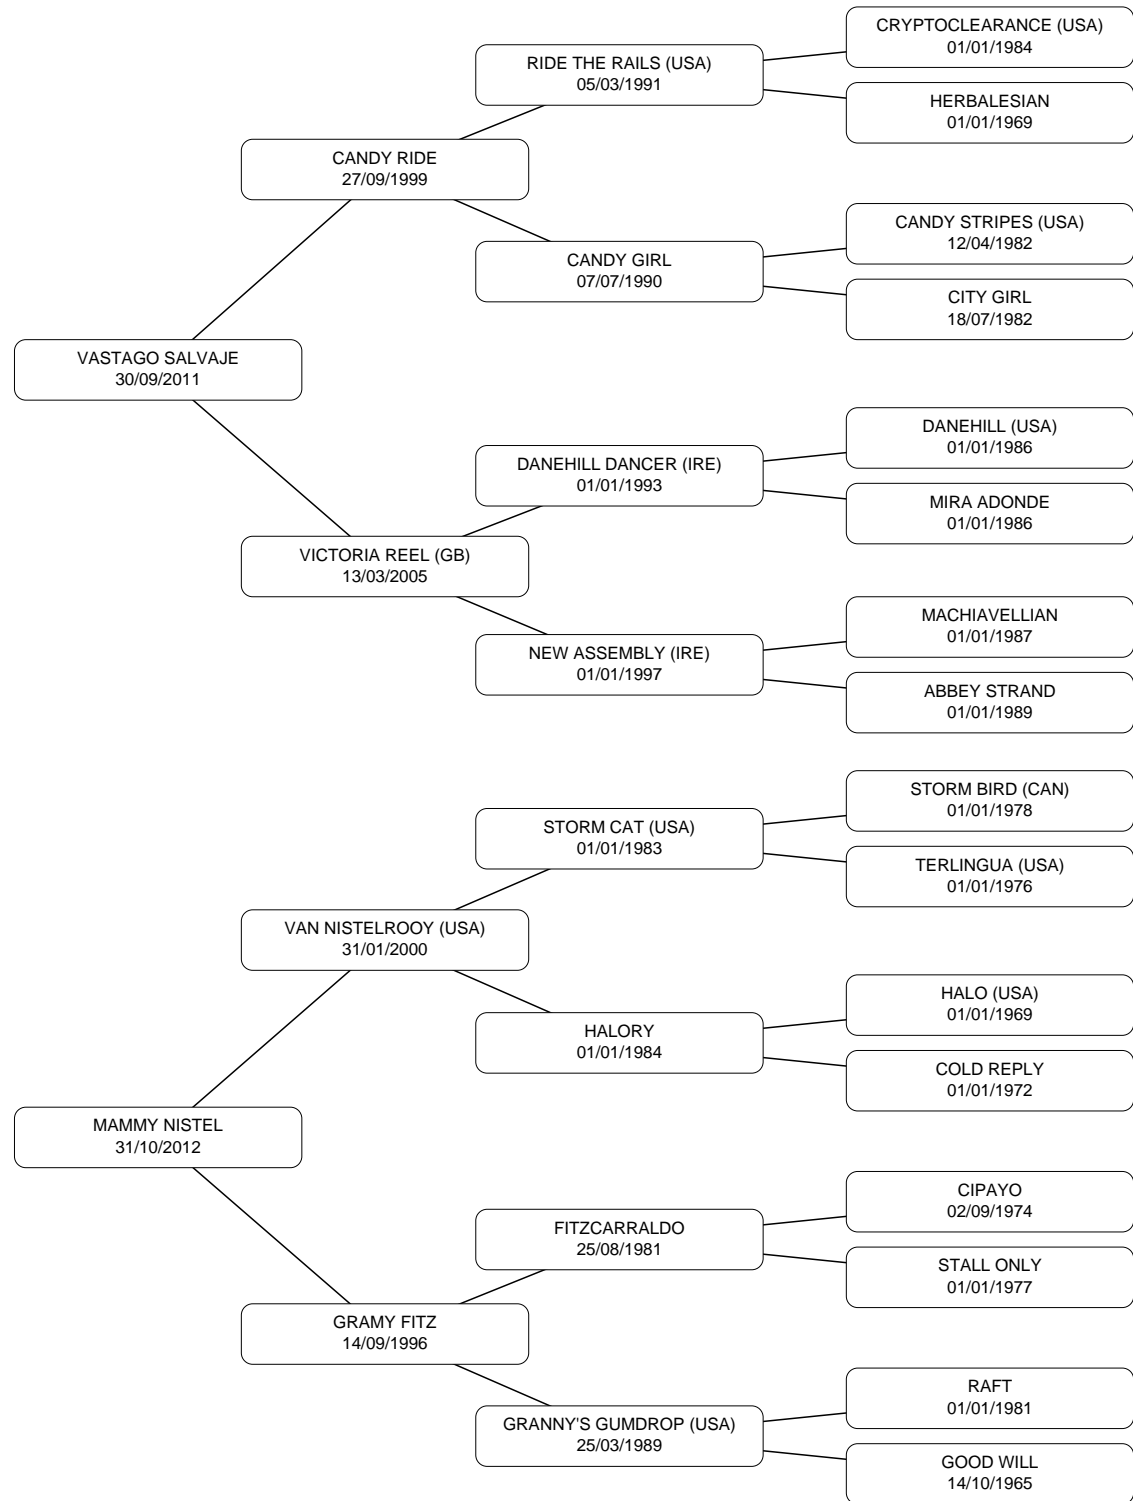 CRYPTOCLEARANCE (USA)
01/01/1984
RIDE THE RAILS (USA)
05/03/1991
HERBALESIAN
01/01/1969
CANDY RIDE
27/09/1999
CANDY STRIPES (USA)
12/04/1982
CANDY GIRL
07/07/1990
CITY GIRL
18/07/1982
VASTAGO SALVAJE
30/09/2011
DANEHILL (USA)
01/01/1986
DANEHILL DANCER (IRE)
01/01/1993
MIRA ADONDE
01/01/1986
VICTORIA REEL (GB)
13/03/2005
MACHIAVELLIAN
01/01/1987
NEW ASSEMBLY (IRE)
01/01/1997
ABBEY STRAND
01/01/1989
STORM BIRD (CAN)
01/01/1978
STORM CAT (USA)
01/01/1983
TERLINGUA (USA)
01/01/1976
VAN NISTELROOY (USA)
31/01/2000
HALO (USA)
01/01/1969
HALORY
01/01/1984
COLD REPLY
01/01/1972
MAMMY NISTEL
31/10/2012
CIPAYO
02/09/1974
FITZCARRALDO
25/08/1981
STALL ONLY
01/01/1977
GRAMY FITZ
14/09/1996
RAFT
01/01/1981
GRANNY'S GUMDROP (USA)
25/03/1989
GOOD WILL
14/10/1965